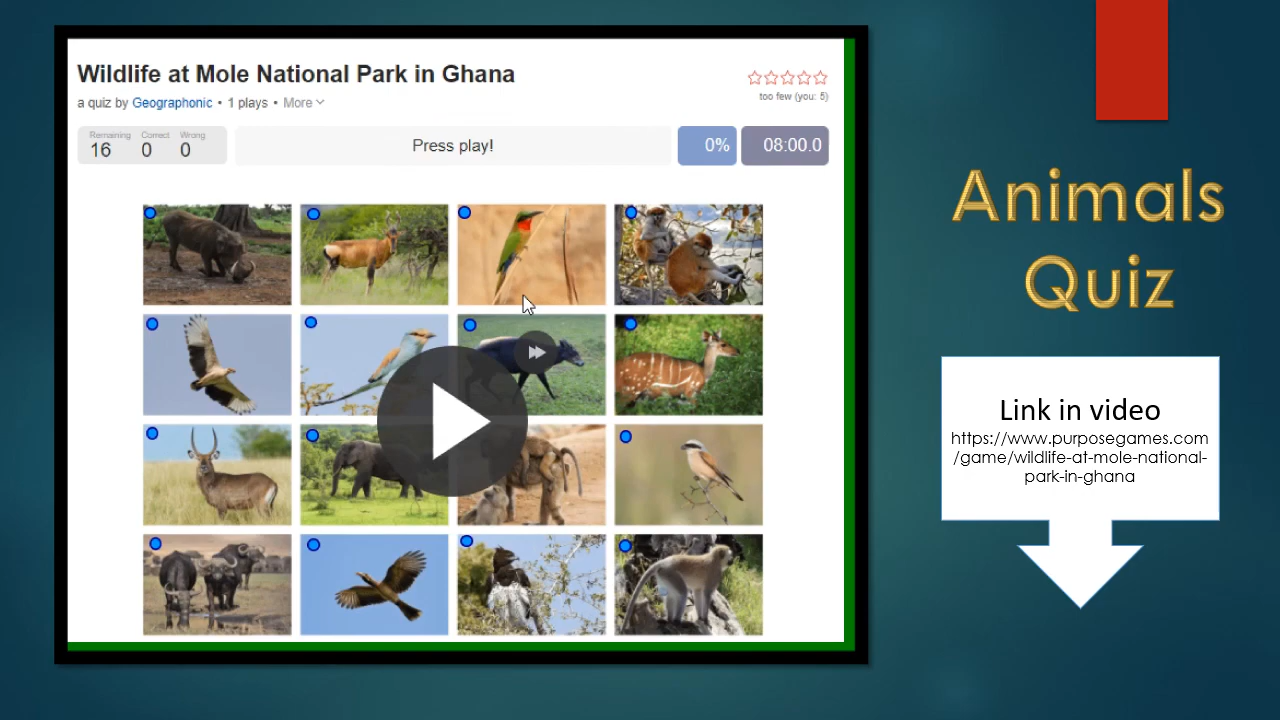 Wildlife at Mole National Park in Ghana
a quiz by Geographonic • 1 plays • More
too few (you: 5)
Remaining Correct Wrong
16 0 0
Press play!
0%
08:00.0
Animals
Quiz
Link in video
https://www.purposegames.com
/game/wildlife-at-mole-national-
park-in-ghana